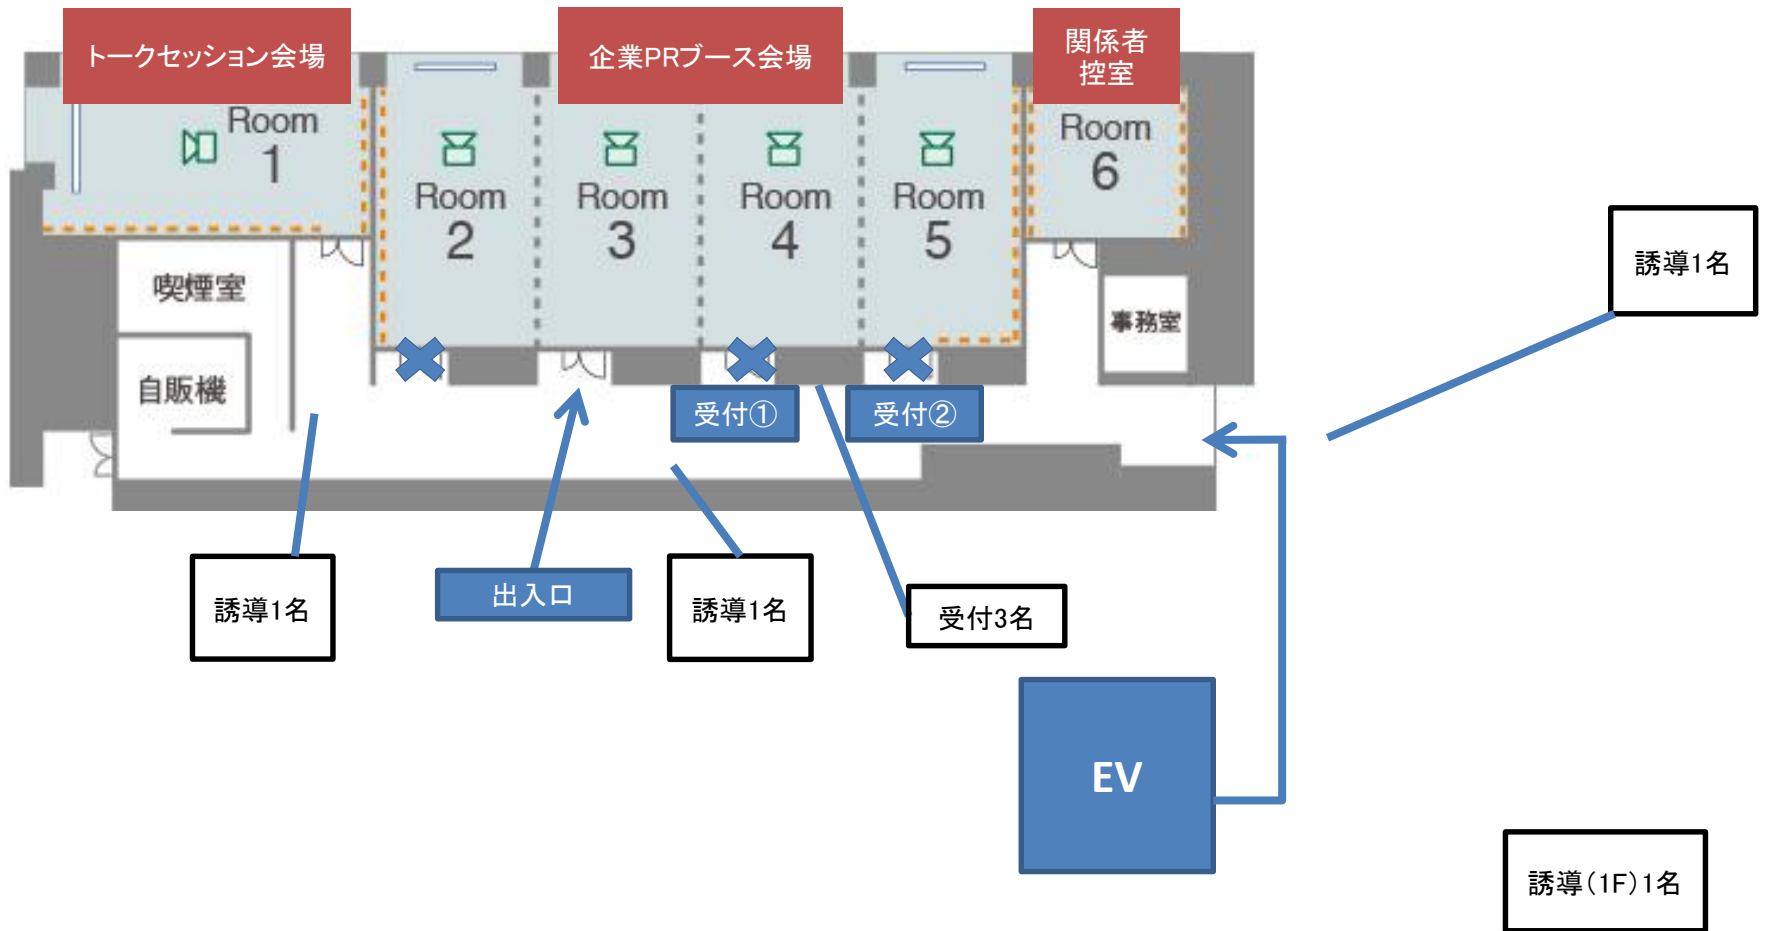 トークセッション会場
企業PRブース会場
関係者
控室
Room
1
Room
2
Room
3
Room
4
Room
5
Room
6
喫煙室
自販機
事務室
誘導1名
受付①
受付②
誘導1名
出入口
誘導1名
受付3名
EV
誘導(1F)1名